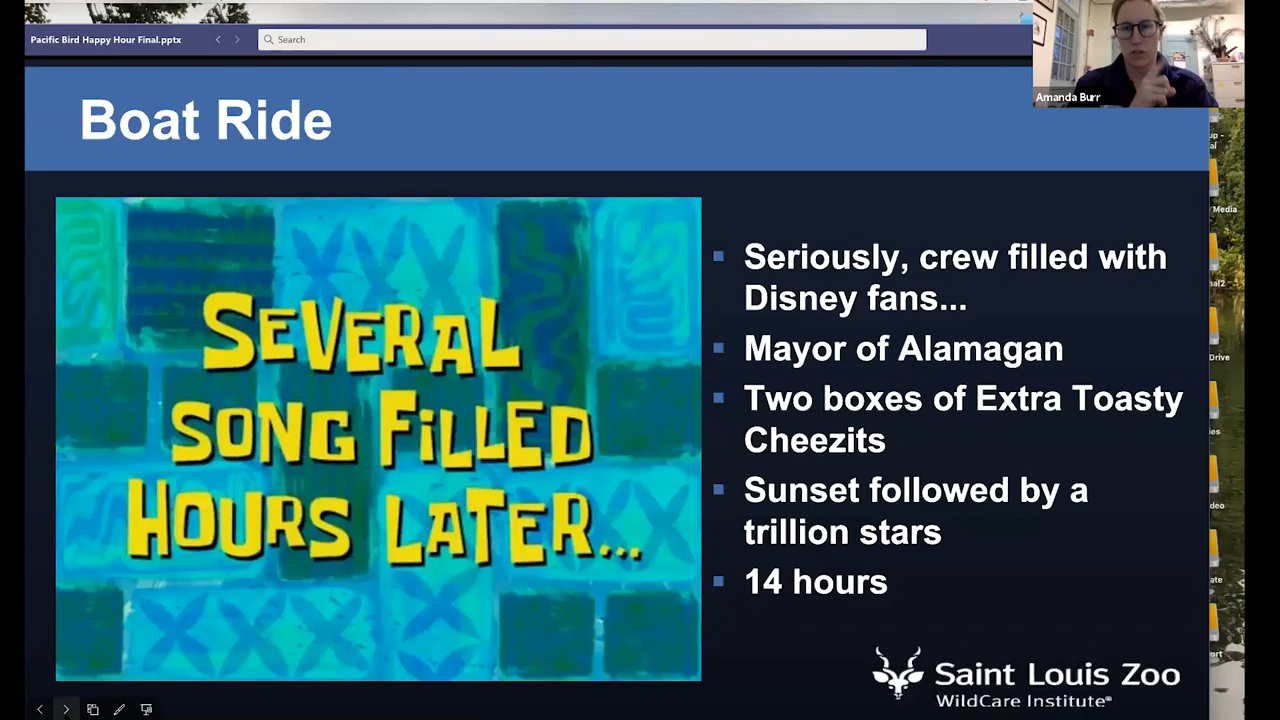 Pacific Bird Happy Hour Final.pptx
Search
Amanda Burr
Boat Ride
SEVERAL
SONG FiLLED
HOURS LATER...
Seriously, crew filled with
Disney fans...
Mayor of Alamagan
Two boxes of Extra Toasty
Cheezits
Sunset followed by a
trillion stars
14 hours
Saint Louis Zoo
WildCare Institute®
Media
Drive